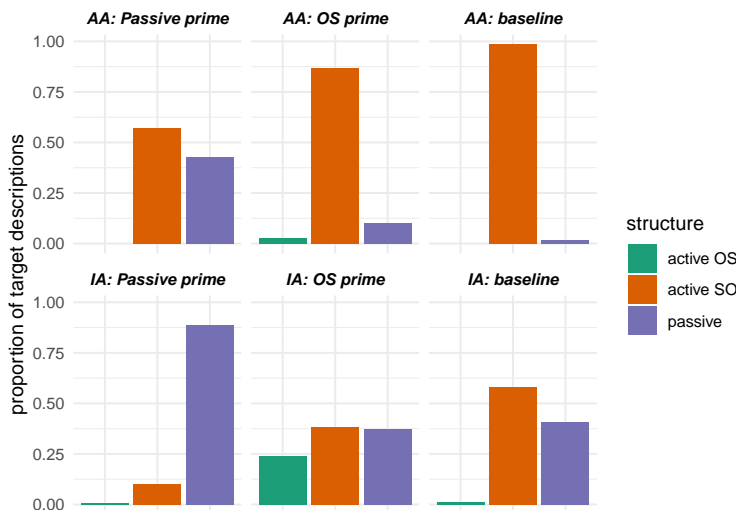 AA: Passive prime
AA: OS prime
AA: baseline
1.00
0.75
0.50
0.25
0.00
IA: Passive prime
IA: OS prime
IA: baseline
1.00
0.75
0.50
0.25
0.00
proportion of target descriptions
structure
active OS
active SO
passive